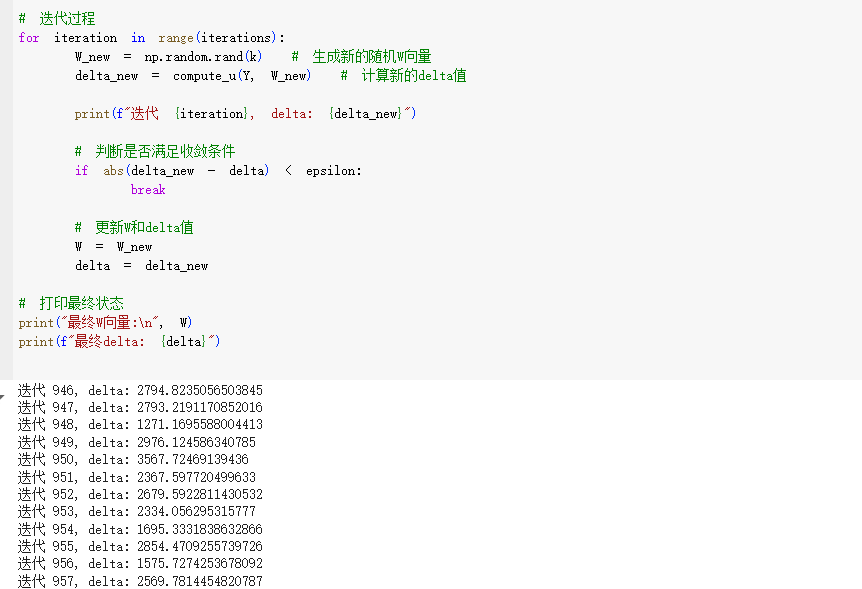 # 迭代过程
for iteration in range(iterations):
W_new = np.random.rand(k) # 生成新的随机W向量
delta_new = compute_u(Y, W_new) # 计算新的delta值
print(f"迭代 {iteration}, delta: {delta_new}")
# 判断是否满足收敛条件
if abs(delta_new - delta) < epsilon:
break
# 更新W和delta值
W = W_new
delta = delta_new
# 打印最终状态
print("最终W向量:\n", W)
print(f"最终delta: {delta}")
迭代 946, delta: 2794.8235056503845
迭代 947, delta: 2793.2191170852016
迭代 948, delta: 1271.1695588004413
迭代 949, delta: 2976.124586340785
迭代 950, delta: 3567.72469139436
迭代 951, delta: 2367.597720499633
迭代 952, delta: 2679.5922811430532
迭代 953, delta: 2334.056295315777
迭代 954, delta: 1695.3331838632866
迭代 955, delta: 2854.4709255739726
迭代 956, delta: 1575.7274253678092
迭代 957, delta: 2569.7814454820787